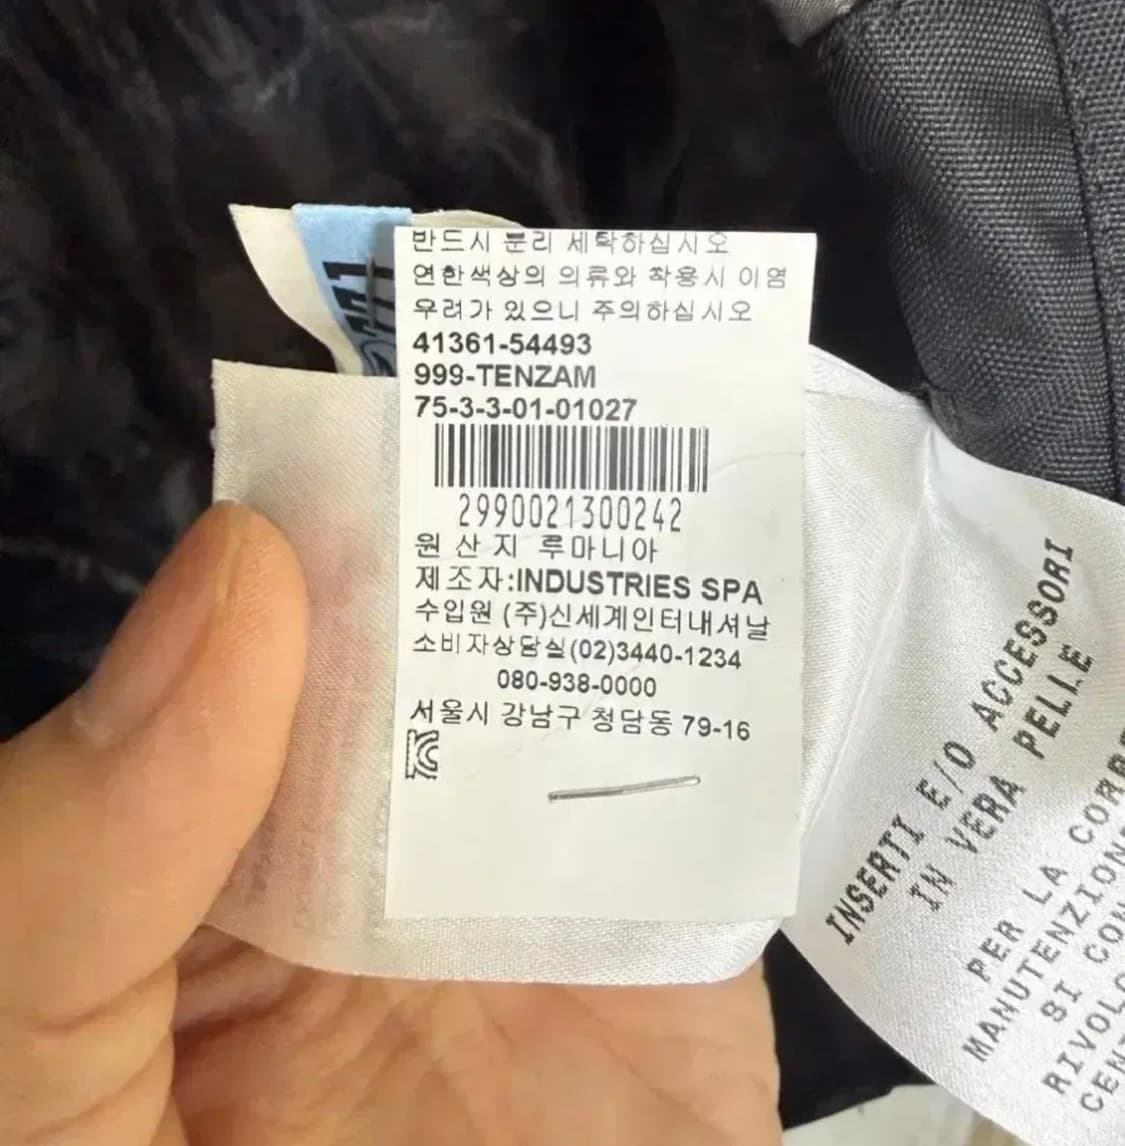 반드시 분리 세탁하십시오
연한색상의 의류와 착용시 이염
우려가 있으니 주의하십시오
41361-54493
999-TENZAM
75-3-3-01-01027
2990021300242
원 산 지 루마니아
제 조 자:INDUSTRIES SPA
수입원 (주)신세계인터내셔날
소비자상담실(02)3440-1234
080-938-0000
서울시 강남구 청담동 79-16
INSERTI E/O ACCESSORI
IN VERA PELLE
PER LA
MANUTENZIONE
SI